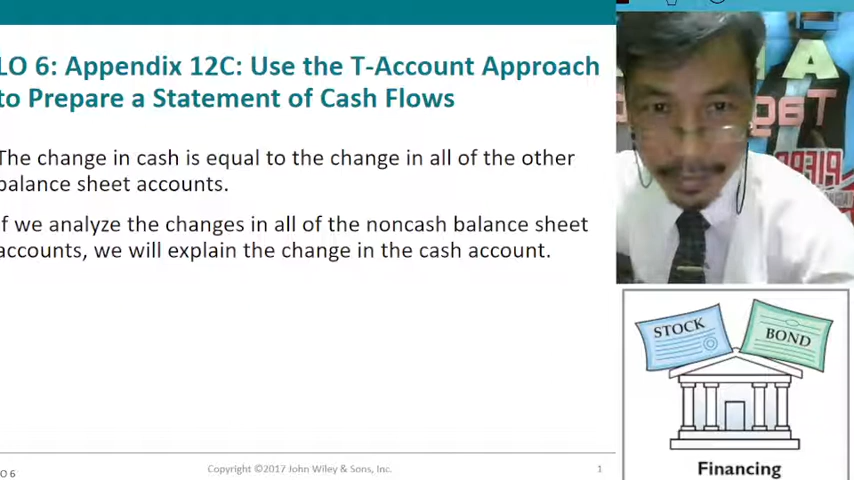 LO 6: Appendix 12C: Use the T-Account Approach
to Prepare a Statement of Cash Flows
The change in cash is equal to the change in all of the other
balance sheet accounts.
If we analyze the changes in all of the noncash balance sheet
accounts, we will explain the change in the cash account.
LO 6
Copyright ©2017 John Wiley & Sons, Inc.
1
STOCK
BOND
Financing